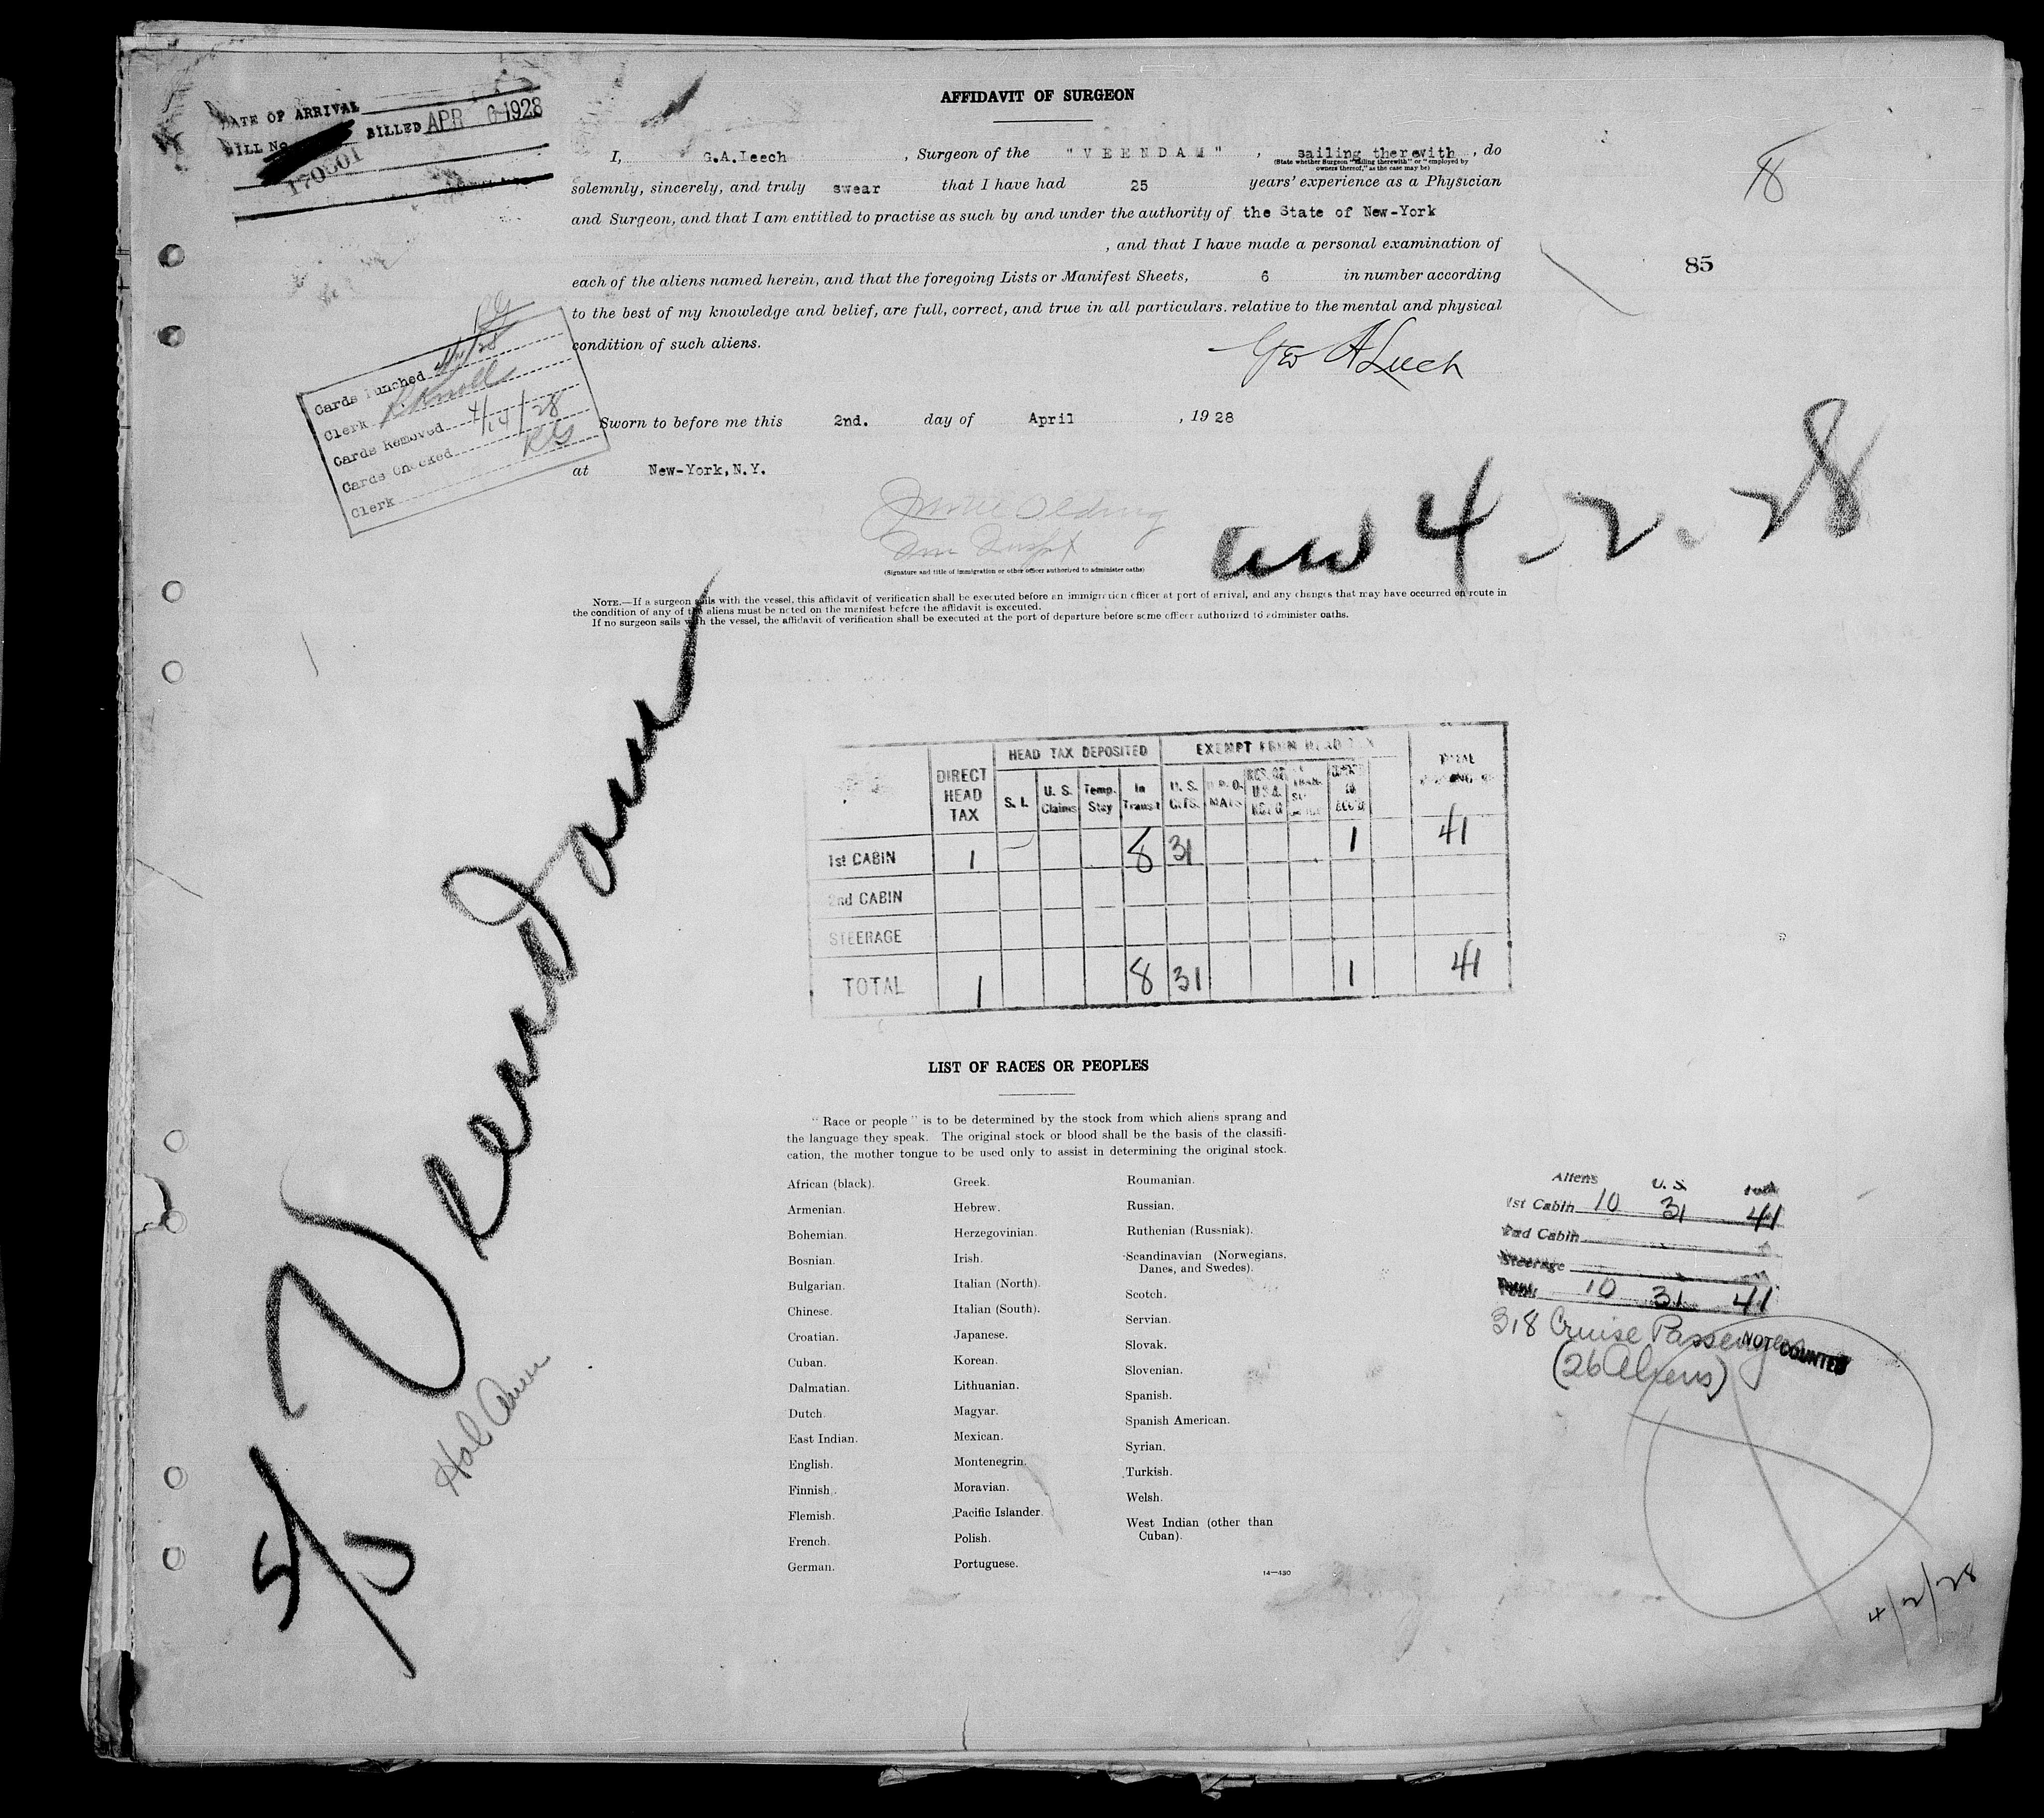 DATE OF ARRIVAL
BILL No. BILLED APR 6 1928
170501
AFFIDAVIT OF SURGEON
I, G.A.Leech , Surgeon of the "VEENDAM" , sailing therewith , do
(State whether Surgeon "sailing therewith" or "employed by
owners thereof," as the case may be)
solemnly, sincerely, and truly swear that I have had 25 years' experience as a Physician
and Surgeon, and that I am entitled to practise as such by and under the authority of the State of New-York
, and that I have made a personal examination of
each of the aliens named herein, and that the foregoing Lists or Manifest Sheets, 6 in number according
to the best of my knowledge and belief, are full, correct, and true in all particulars. relative to the mental and physical
condition of such aliens.
Geo A Leech
85
Cards Punched 4/11/28
Clerk
Cards Removed 4/14/28
Cards Checked
Clerk
Sworn to before me this 2nd. day of April , 1928
at New-York,N.Y.
4-2-28
(Signature and title of immigration or other officer authorized to administer oaths)
NOTE.—If a surgeon sails with the vessel, this affidavit of verification shall be executed before an immigration officer at port of arrival, and any changes that may have occurred en route in
the condition of any of the aliens must be noted on the manifest before the affidavit is executed.
If no surgeon sails with the vessel, the affidavit of verification shall be executed at the port of departure before some officer authorized to administer oaths.
Veendam
DIRECT HEAD TAX HEAD TAX DEPOSITED EXEMPT FROM HEAD TAX TOTAL
S. I. U. S. Claims Temp. Stay In Transit U. S. CITS.
1st CABIN 1 8 31 1 41
2nd CABIN
STEERAGE
TOTAL 1 8 31 1 41
LIST OF RACES OR PEOPLES
"Race or people" is to be determined by the stock from which aliens sprang and
the language they speak. The original stock or blood shall be the basis of the classifi-
cation, the mother tongue to be used only to assist in determining the original stock.
African (black).
Armenian.
Bohemian.
Bosnian.
Bulgarian.
Chinese.
Croatian.
Cuban.
Dalmatian.
Dutch.
East Indian.
English.
Finnish.
Flemish.
French.
German.
Greek.
Hebrew.
Herzegovinian.
Irish.
Italian (North).
Italian (South).
Japanese.
Korean.
Lithuanian.
Magyar.
Mexican.
Montenegrin.
Moravian.
Pacific Islander.
Polish.
Portuguese.
Roumanian.
Russian.
Ruthenian (Russniak).
Scandinavian (Norwegians,
Danes, and Swedes).
Scotch.
Servian.
Slovak.
Slovenian.
Spanish.
Spanish American.
Syrian.
Turkish.
Welsh.
West Indian (other than
Cuban).
14—430
Aliens U. S. Total
1st Cabin 10 31 41
2nd Cabin
Steerage
Total 10 31 41
318 Cruise Passengers
NOT COUNTED
(26 Aliens)
Hol Amer
4/2/28